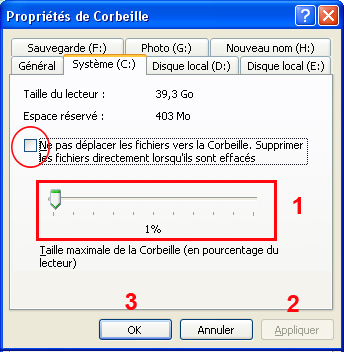 Propriétés de Corbeille
?
Sauvegarde (F:) Photo (G:) Nouveau nom (H:)
Général Système (C:) Disque local (D:) Disque local (E:)
Taille du lecteur : 39,3 Go
Espace réservé : 403 Mo
Ne pas déplacer les fichiers vers la Corbeille. Supprimer
les fichiers directement lorsqu'ils sont effacés
1
1%
Taille maximale de la Corbeille (en pourcentage du
lecteur)
3 2
OK Annuler Appliquer